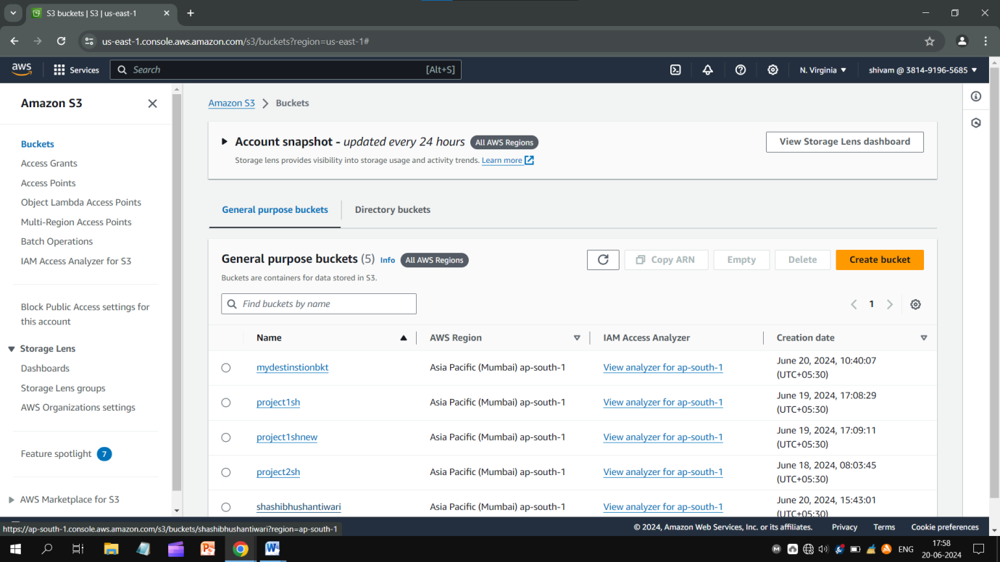 S3 buckets | S3 | us-east-1
us-east-1.console.aws.amazon.com/s3/buckets?region=us-east-1#
aws
Services
Search
[Alt+S]
N. Virginia
shivam @ 3814-9196-5685
Amazon S3
Buckets
Access Grants
Access Points
Object Lambda Access Points
Multi-Region Access Points
Batch Operations
IAM Access Analyzer for S3
Block Public Access settings for
this account
Storage Lens
Dashboards
Storage Lens groups
AWS Organizations settings
Feature spotlight 7
AWS Marketplace for S3
Amazon S3 > Buckets
Account snapshot - updated every 24 hours All AWS Regions
View Storage Lens dashboard
Storage lens provides visibility into storage usage and activity trends. Learn more
General purpose buckets
Directory buckets
General purpose buckets (5) Info All AWS Regions
Copy ARN
Empty
Delete
Create bucket
Buckets are containers for data stored in S3.
Find buckets by name
1
Name AWS Region IAM Access Analyzer Creation date
mydestinstionbkt Asia Pacific (Mumbai) ap-south-1 View analyzer for ap-south-1 June 20, 2024, 10:40:07
(UTC+05:30)
project1sh Asia Pacific (Mumbai) ap-south-1 View analyzer for ap-south-1 June 19, 2024, 17:08:29
(UTC+05:30)
project1shnew Asia Pacific (Mumbai) ap-south-1 View analyzer for ap-south-1 June 19, 2024, 17:09:11
(UTC+05:30)
project2sh Asia Pacific (Mumbai) ap-south-1 View analyzer for ap-south-1 June 18, 2024, 08:03:45
(UTC+05:30)
shashibhushantiwari Asia Pacific (Mumbai) ap-south-1 View analyzer for ap-south-1 June 20, 2024, 15:43:01
(UTC+05:30)
https://ap-south-1.console.aws.amazon.com/s3/buckets/shashibhushantiwari?region=ap-south-1
© 2024, Amazon Web Services, Inc. or its affiliates. Privacy Terms Cookie preferences
ENG
17:58
20-06-2024